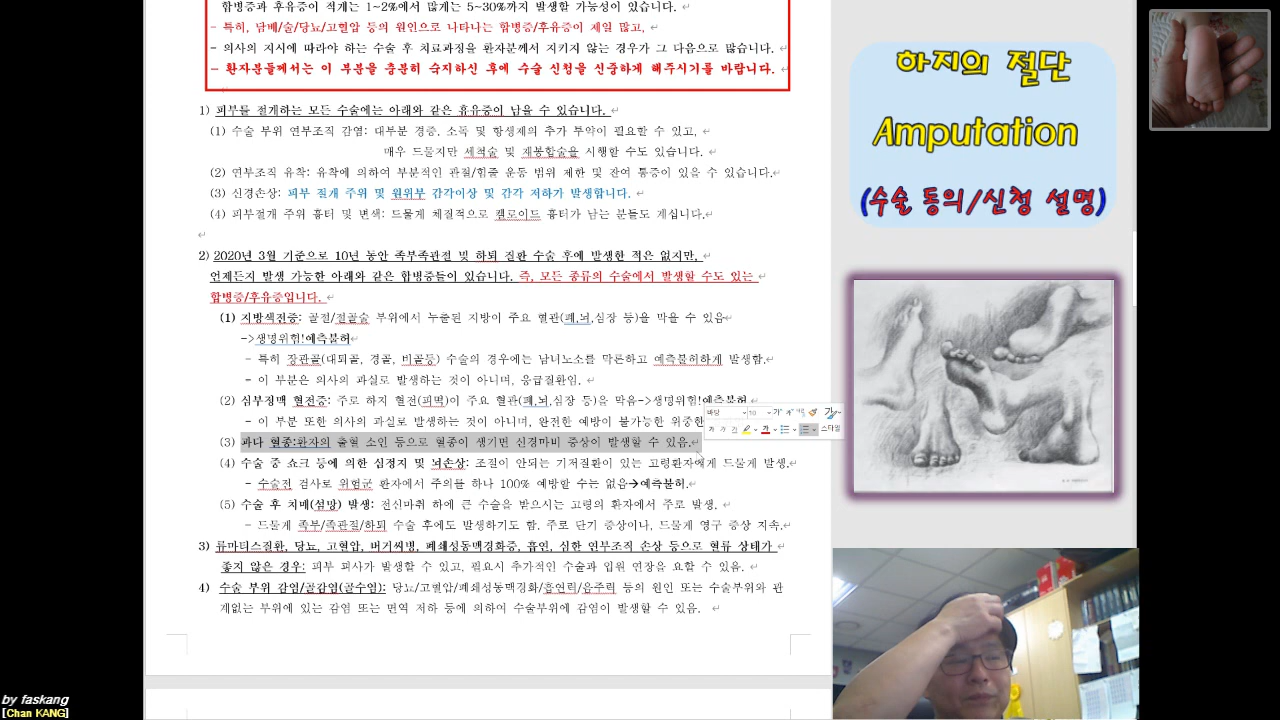 합병증과 후유증이 적게는 1~2%에서 많게는 5~30%까지 발생할 가능성이 있습니다.
- 특히, 담배/술/당뇨/고혈압 등의 원인으로 나타나는 합병증/후유증이 제일 많고,
- 의사의 지시에 따라야 하는 수술 후 치료과정을 환자분께서 지키지 않는 경우가 그 다음으로 많습니다.
- 환자분들께서는 이 부분을 충분히 숙지하신 후에 수술 신청을 신중하게 해주시기를 바랍니다.
1) 피부를 절개하는 모든 수술에는 아래와 같은 휴유증이 남을 수 있습니다.
(1) 수술 부위 연부조직 감염: 대부분 경증. 소독 및 항생제의 추가 투약이 필요할 수 있고,
매우 드물지만 세척술 및 재봉합술을 시행할 수도 있습니다.
(2) 연부조직 유착: 유착에 의하여 부분적인 관절/힘줄 운동 범위 제한 및 잔여 통증이 있을 수 있습니다.
(3) 신경손상: 피부 절개 주위 및 원위부 감각이상 및 감각 저하가 발생합니다.
(4) 피부절개 주위 흉터 및 변색: 드물게 체질적으로 켈로이드 흉터가 남는 분들도 계십니다.
2) 2020년 3월 기준으로 10년 동안 족부족관절 및 하퇴 질환 수술 후에 발생한 적은 없지만,
언제든지 발생 가능한 아래와 같은 합병증들이 있습니다. 즉, 모든 종류의 수술에서 발생할 수도 있는
합병증/후유증입니다.
(1) 지방색전증: 골절/절골술 부위에서 누출된 지방이 주요 혈관(폐,뇌,심장 등)을 막을 수 있음
->생명위험!예측불허
- 특히 장관골(대퇴골, 경골, 비골등) 수술의 경우에는 남녀노소를 막론하고 예측불허하게 발생함.
- 이 부분은 의사의 과실로 발생하는 것이 아니며, 응급질환임.
(2) 심부정맥 혈전증: 주로 하지 혈전(피떡)이 주요 혈관(폐,뇌,심장 등)을 막음->생명위험!예측불허
- 이 부분 또한 의사의 과실로 발생하는 것이 아니며, 완전한 예방이 불가능한 위중한
(3) 과다 혈종:환자의 출혈 소인 등으로 혈종이 생기면 신경마비 증상이 발생할 수 있음.
(4) 수술 중 쇼크 등에 의한 심정지 및 뇌손상: 조절이 안되는 기저질환이 있는 고령환자에게 드물게 발생.
- 수술전 검사로 위험군 환자에서 주의를 하나 100% 예방할 수는 없음→예측불허.
(5) 수술 후 치매(섬망) 발생: 전신마취 하에 큰 수술을 받으시는 고령의 환자에서 주로 발생.
- 드물게 족부/족관절/하퇴 수술 후에도 발생하기도 함. 주로 단기 증상이나, 드물게 영구 증상 지속.
3) 류마티스질환, 당뇨, 고혈압, 버거씨병, 폐쇄성동맥경화증, 흡연, 심한 연부조직 손상 등으로 혈류 상태가
좋지 않은 경우: 피부 괴사가 발생할 수 있고, 필요시 추가적인 수술과 입원 연장을 요할 수 있음.
4) 수술 부위 감염/골감염(골수염): 당뇨/고혈압/폐쇄성동맥경화/흡연력/음주력 등의 원인 또는 수술부위와 관
계없는 부위에 있는 감염 또는 면역 저하 등에 의하여 수술부위에 감염이 발생할 수 있음.
바탕 10
스타일
하지의 절단
Amputation
(수술 동의/신청 설명)
by faskang
[Chan KANG]